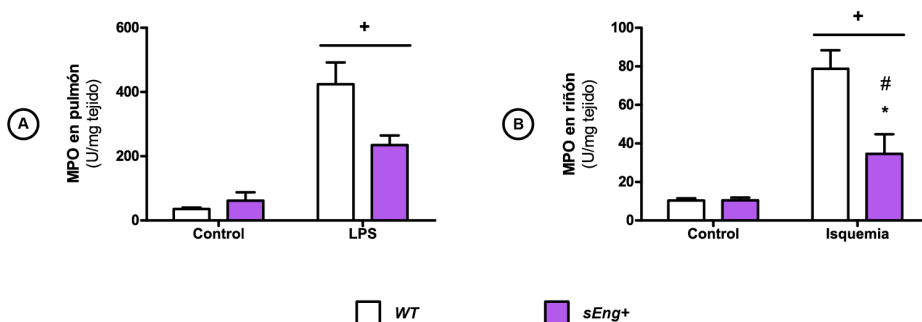 A
MPO en pulmón
(U/mg tejido)
600
400
200
0
+
Control
LPS
B
MPO en riñón
(U/mg tejido)
100
80
60
40
20
0
+
#
*
Control
Isquemia
WT
sEng+